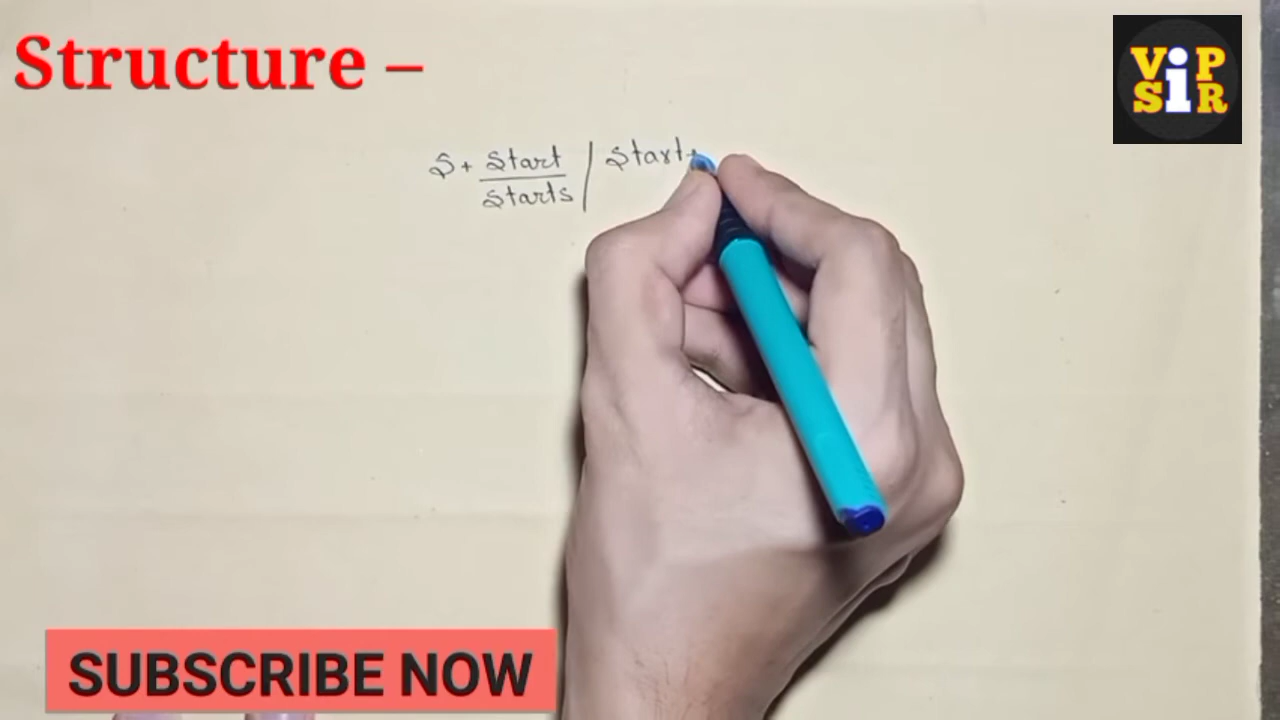 Structure –
ViP
SiR
S + Start / Start
Starts
SUBSCRIBE NOW